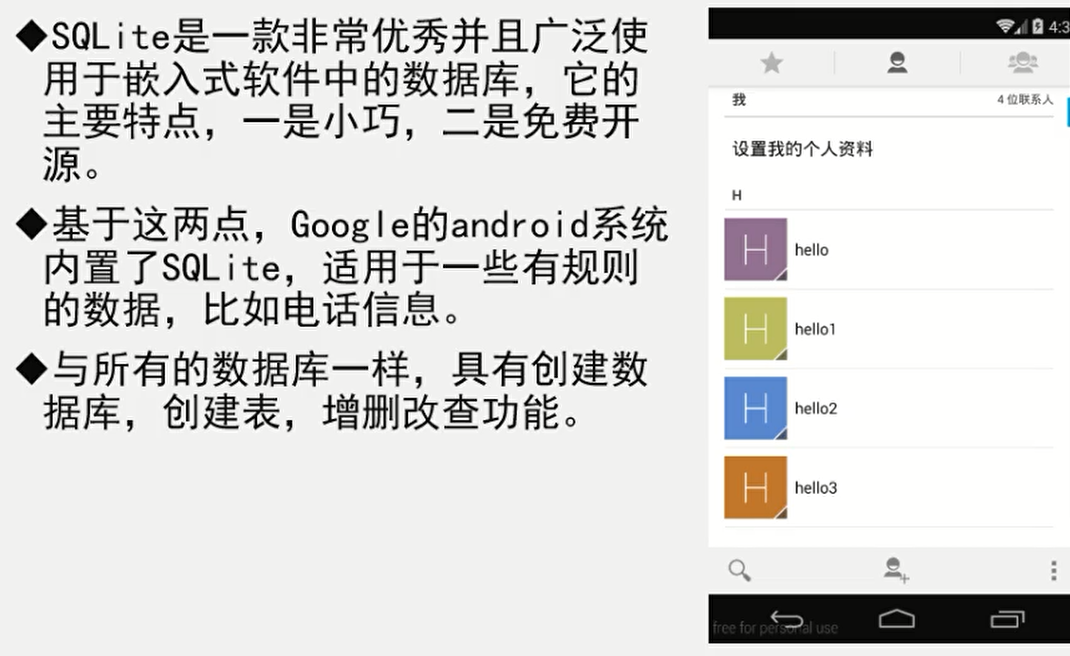 ◆SQLite是一款非常优秀并且广泛使
用于嵌入式软件中的数据库，它的
主要特点，一是小巧，二是免费开
源。
◆基于这两点，Google的android系统
内置了SQLite，适用于一些有规则
的数据，比如电话信息。
◆与所有的数据库一样，具有创建数
据库，创建表，增删改查功能。
4:3
我 4 位联系人
设置我的个人资料
H
H hello
H hello1
H hello2
H hello3
free for personal use